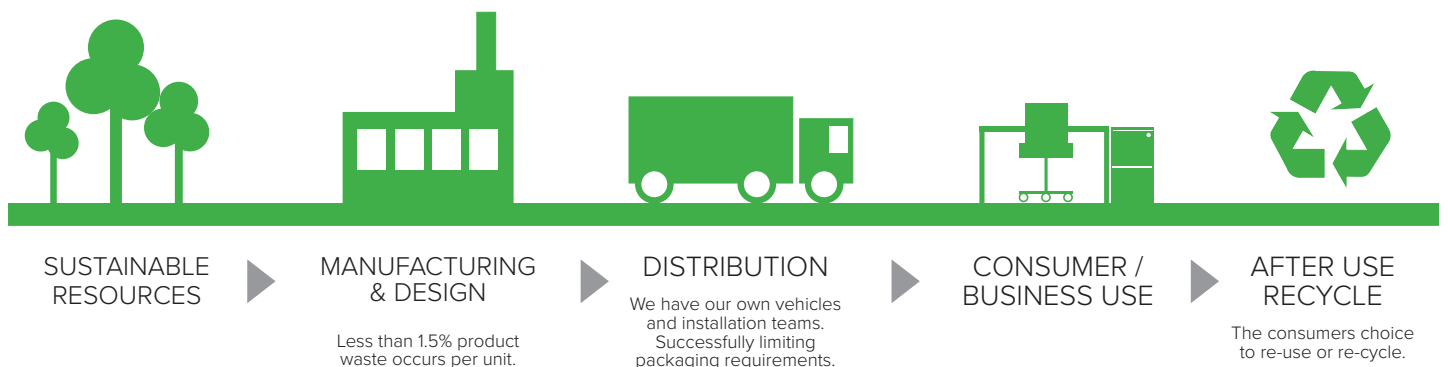 SUSTAINABLE
RESOURCES
MANUFACTURING
& DESIGN
Less than 1.5% product
waste occurs per unit.
DISTRIBUTION
We have our own vehicles
and installation teams.
Successfully limiting
packaging requirements.
CONSUMER /
BUSINESS USE
AFTER USE
RECYCLE
The consumers choice
to re-use or re-cycle.